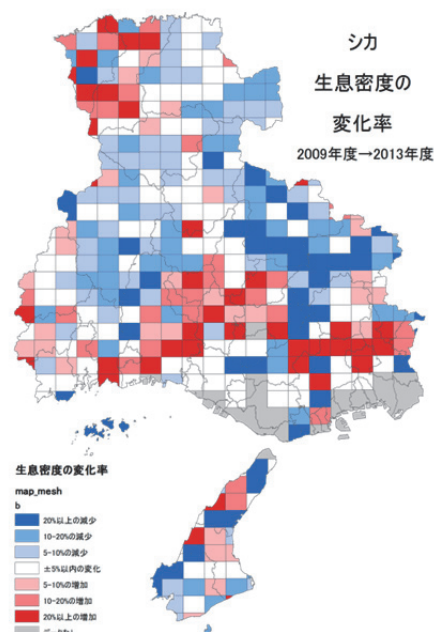 シカ
生息密度の
変化率
2009年度→2013年度
生息密度の変化率
map_mesh
b
20%以上の減少
10-20%の減少
5-10%の減少
±5%以内の変化
5-10%の増加
10-20%の増加
20%以上の増加